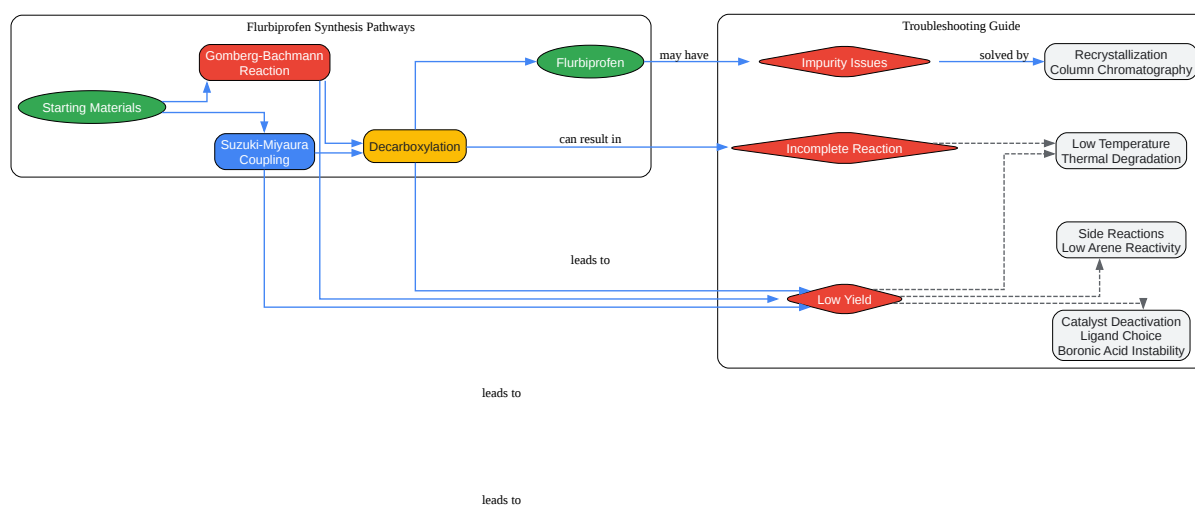 Flurbiprofen Synthesis Pathways
Gomberg-Bachmann
Reaction
Starting Materials
Suzuki-Miyaura
Coupling
Decarboxylation
Flurbiprofen
may have
can result in
leads to
leads to
leads to
Troubleshooting Guide
Impurity Issues
solved by
Recrystallization
Column Chromatography
Incomplete Reaction
Low Temperature
Thermal Degradation
Side Reactions
Low Arene Reactivity
Low Yield
Catalyst Deactivation
Ligand Choice
Boronic Acid Instability